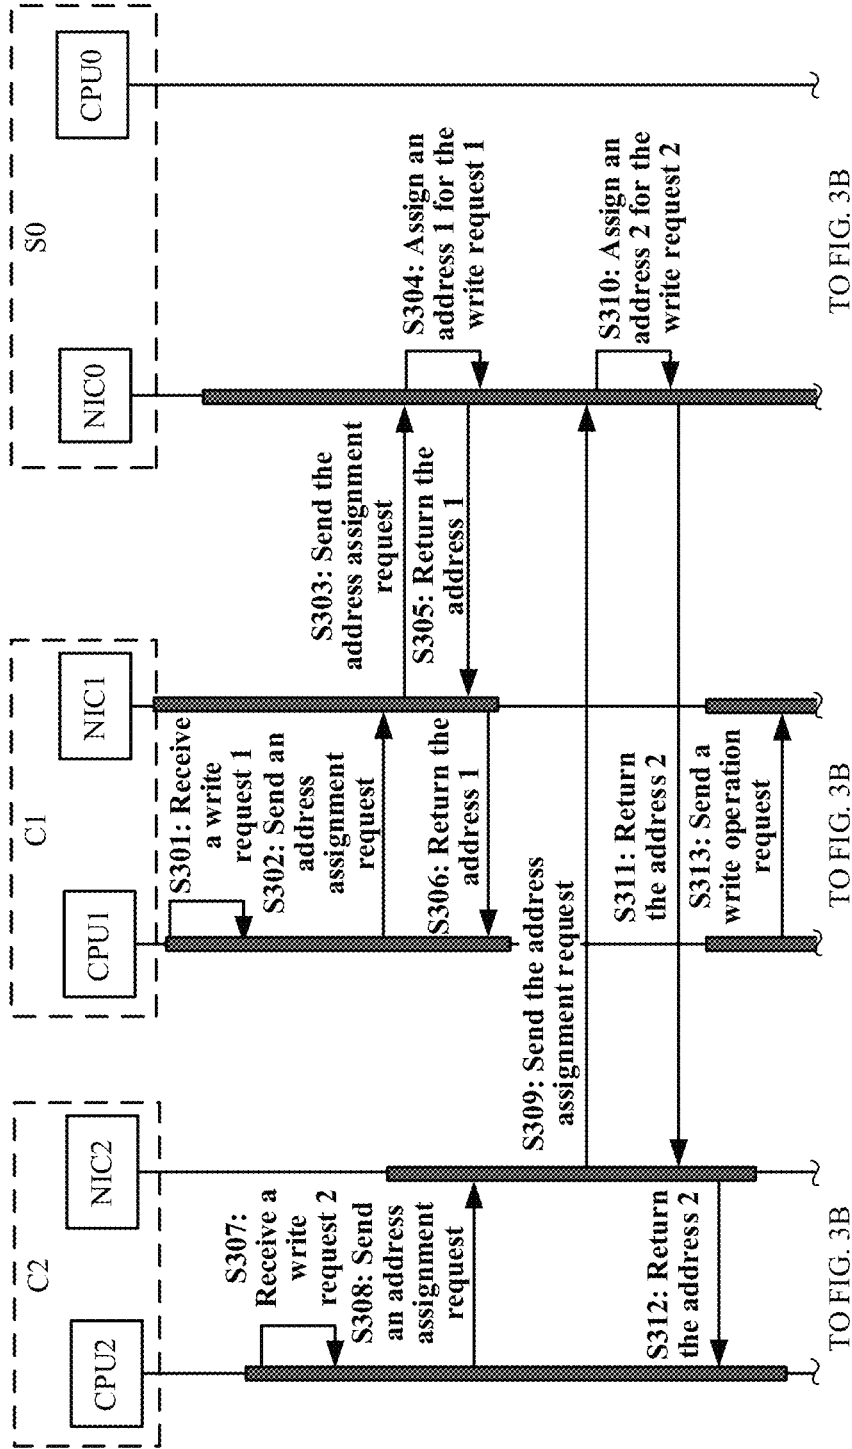 C2
C1
S0
CPU2
NIC2
CPU1
NIC1
NIC0
CPU0
S301: Receive
a write
request 1
S302: Send an
address
assignment
request
S303: Send the
address assignment
request
S304: Assign an
address 1 for the
write request 1
S305: Return the
address 1
S306: Return the
address 1
S307:
Receive a
write
request 2
S308: Send
an address
assignment
request
S309: Send the address
assignment request
S310: Assign an
address 2 for the
write request 2
S311: Return
the address 2
S312: Return
the address 2
S313: Send a
write operation
request
TO FIG. 3B
TO FIG. 3B
TO FIG. 3B